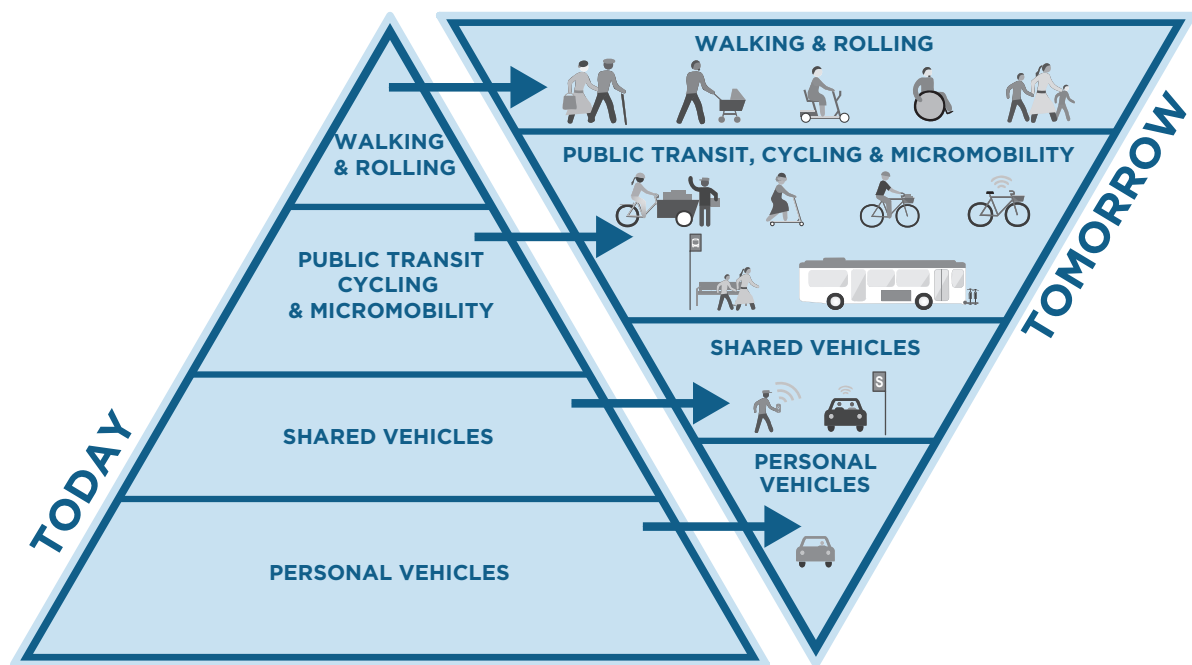 TODAY
WALKING
& ROLLING
PUBLIC TRANSIT
CYCLING
& MICROMOBILITY
SHARED VEHICLES
PERSONAL VEHICLES
TOMORROW
WALKING & ROLLING
PUBLIC TRANSIT, CYCLING & MICROMOBILITY
SHARED VEHICLES
S
PERSONAL
VEHICLES